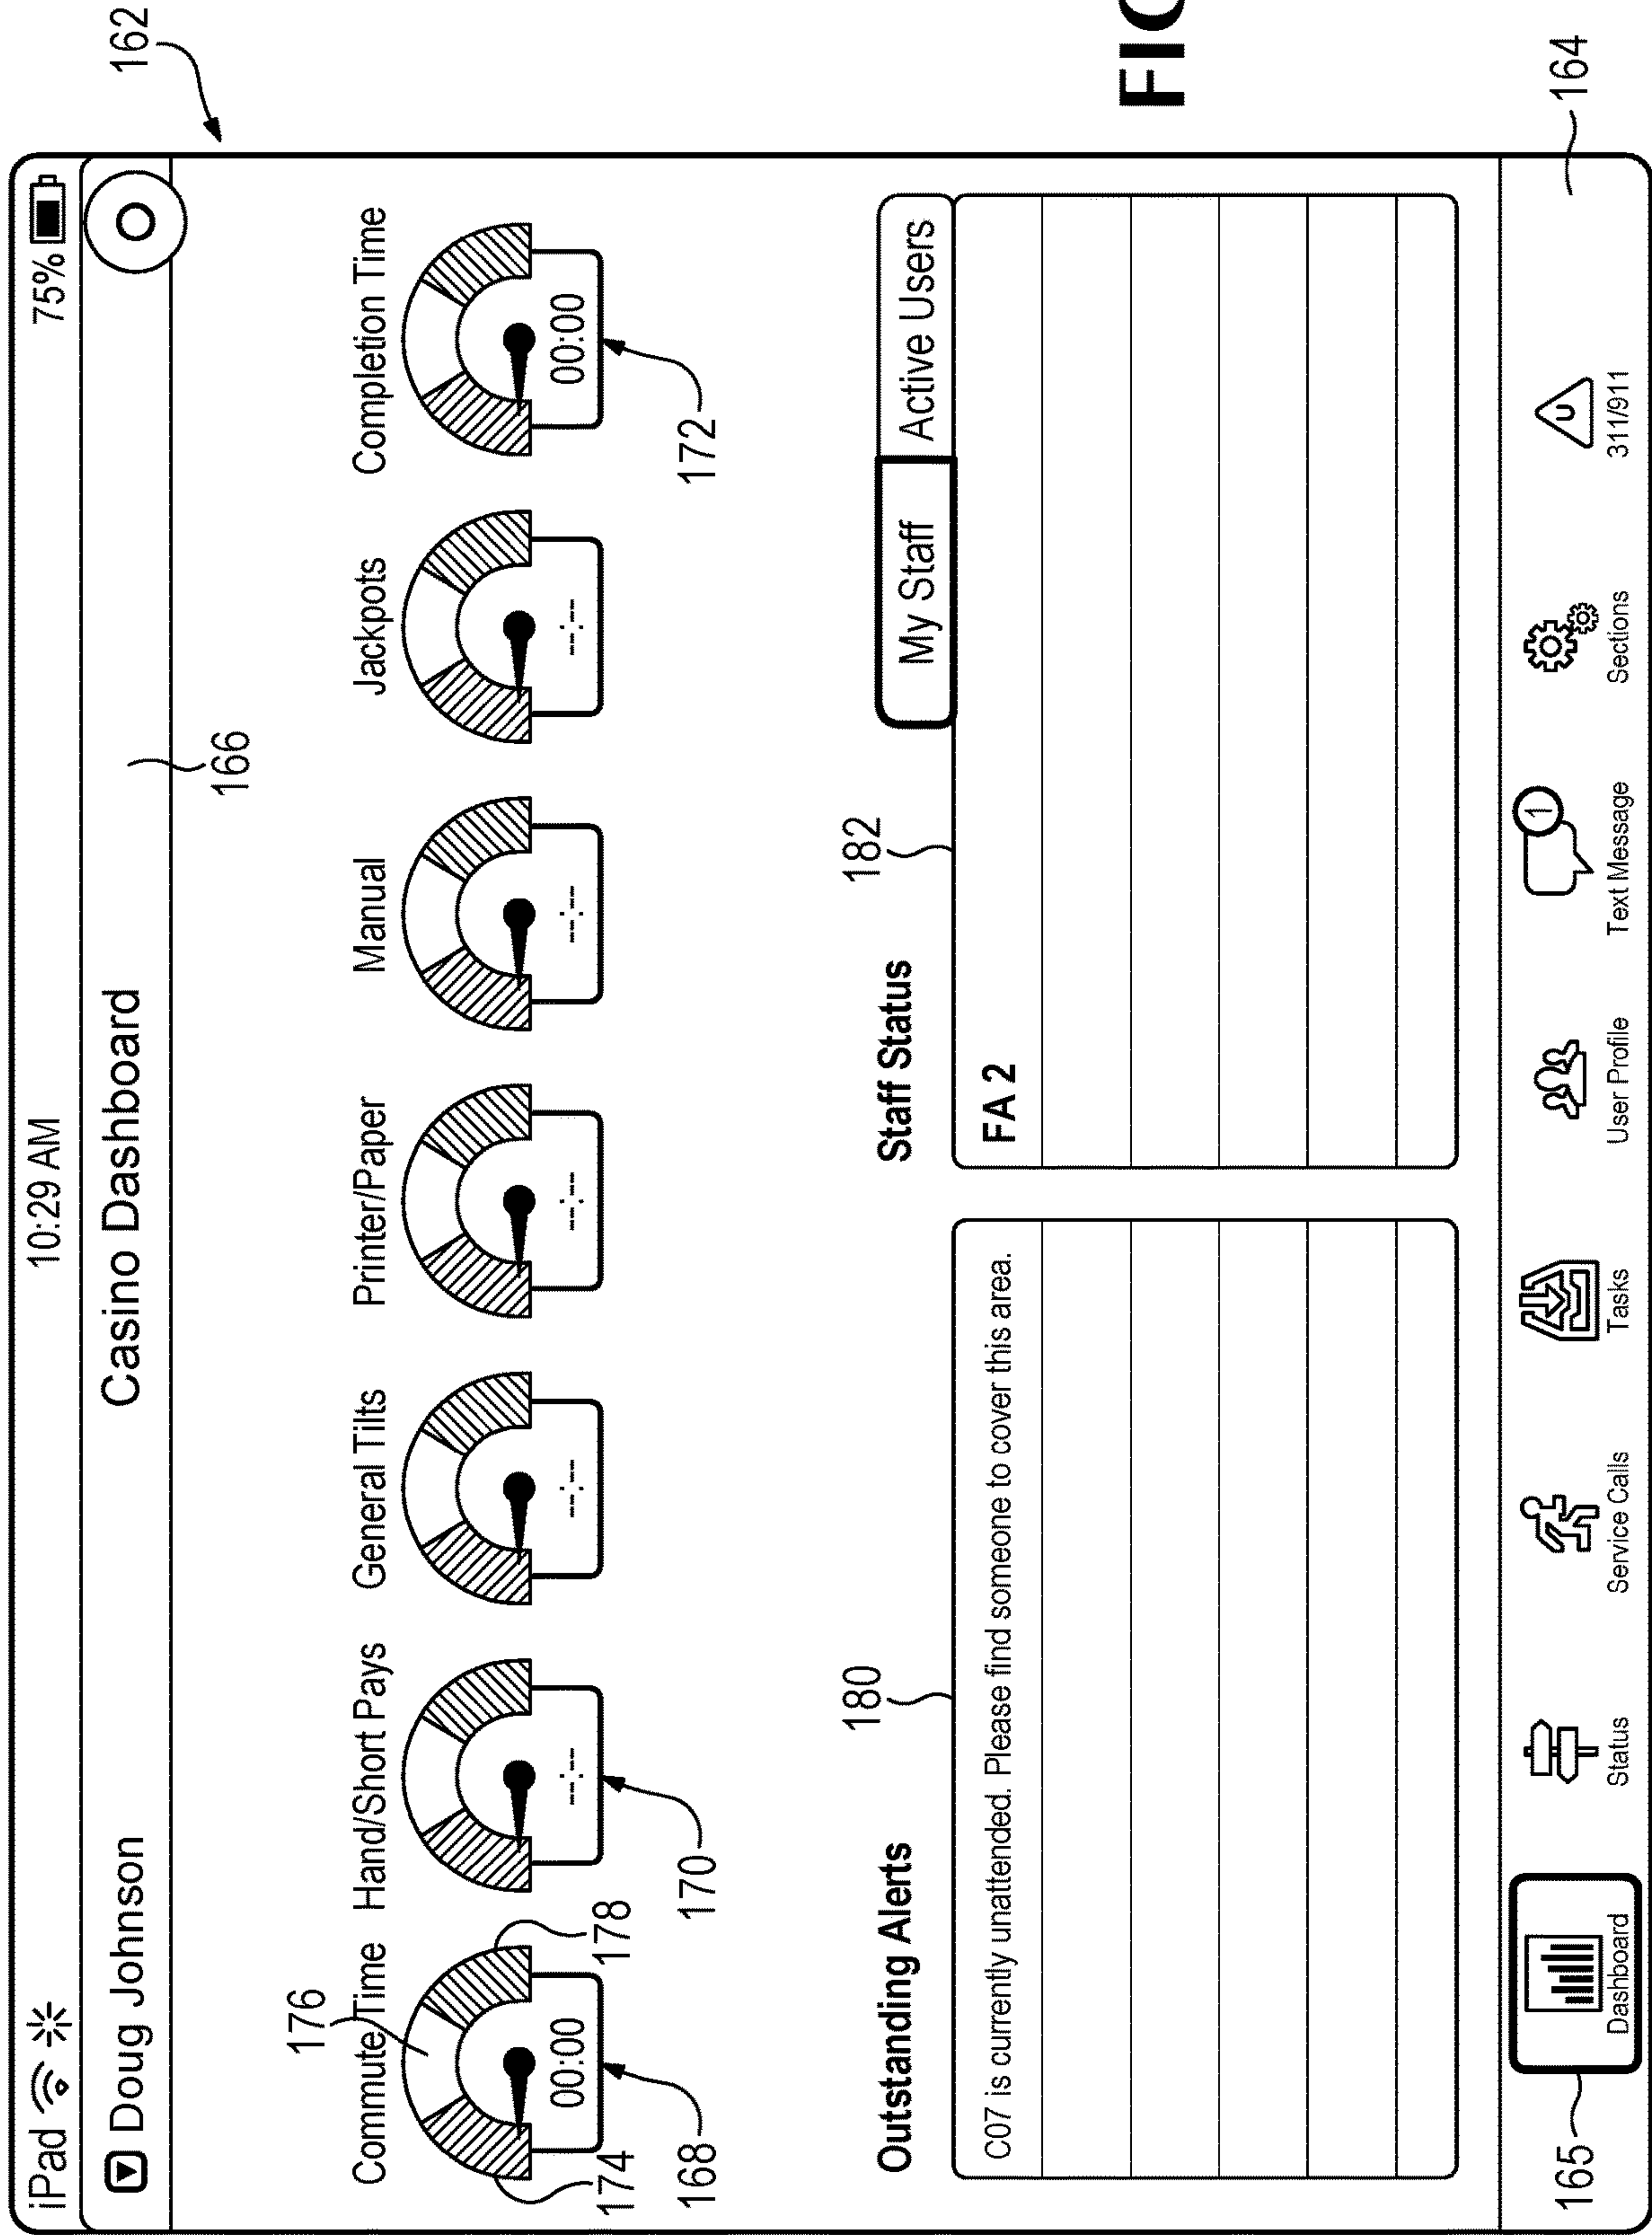 iPad 10:29 AM 75%
Doug Johnson Casino Dashboard
162
166
176
Commute Time Hand/Short Pays General Tilts Printer/Paper Manual Jackpots Completion Time
178
00:00 --:-- --:-- --:-- --:-- --:-- 00:00
174
168 170 172
180 182
Outstanding Alerts Staff Status My Staff Active Users
C07 is currently unattended. Please find someone to cover this area. FA 2
FIG
1
165 Dashboard Status Service Calls Tasks User Profile Text Message Sections 311/911 164